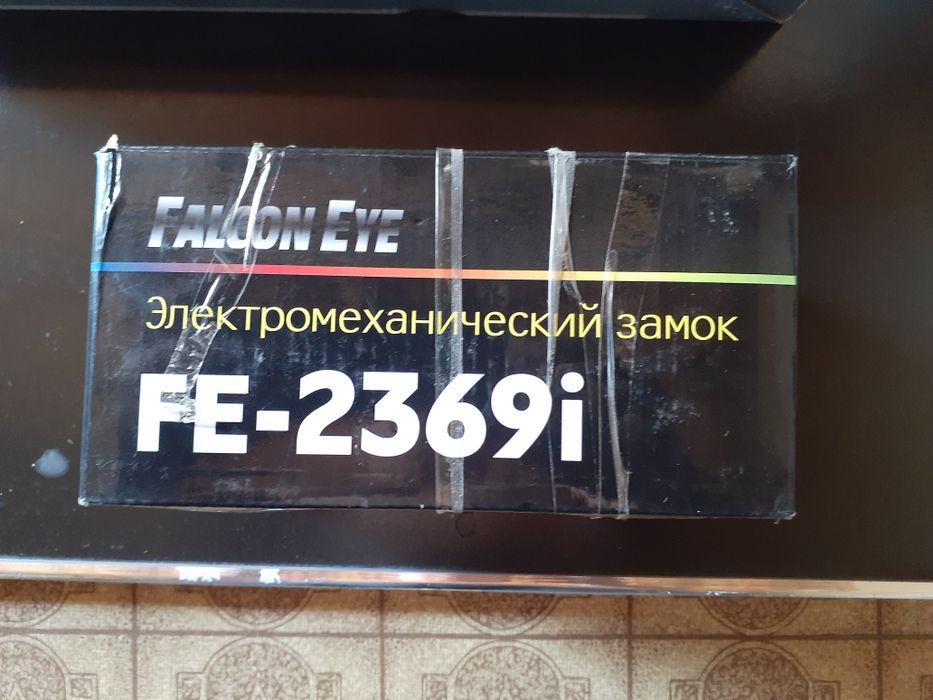 FALCON EYE
Электромеханический замок
FE-2369i